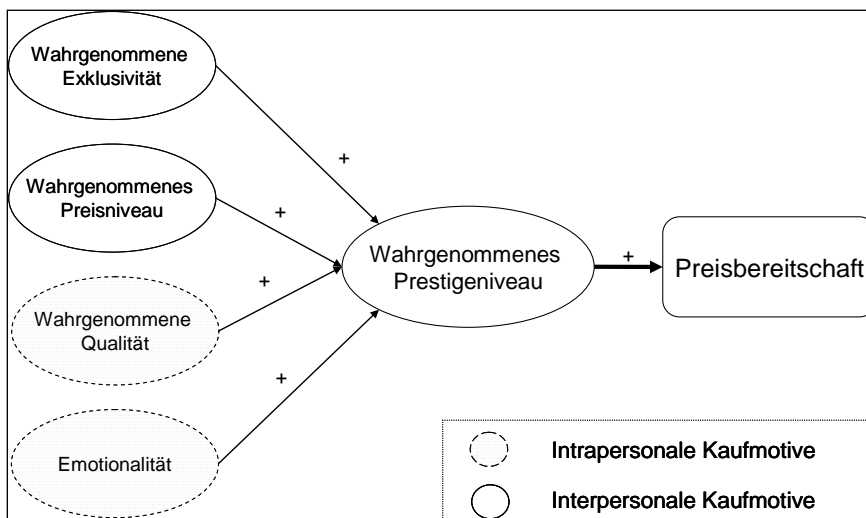 Wahrgenommene
Exklusivität
+
Wahrgenommenes
Preisniveau
+
Wahrgenommenes
Prestigeniveau
+
Preisbereitschaft
+
Wahrgenommene
Qualität
+
Emotionalität
Intrapersonale Kaufmotive
Interpersonale Kaufmotive